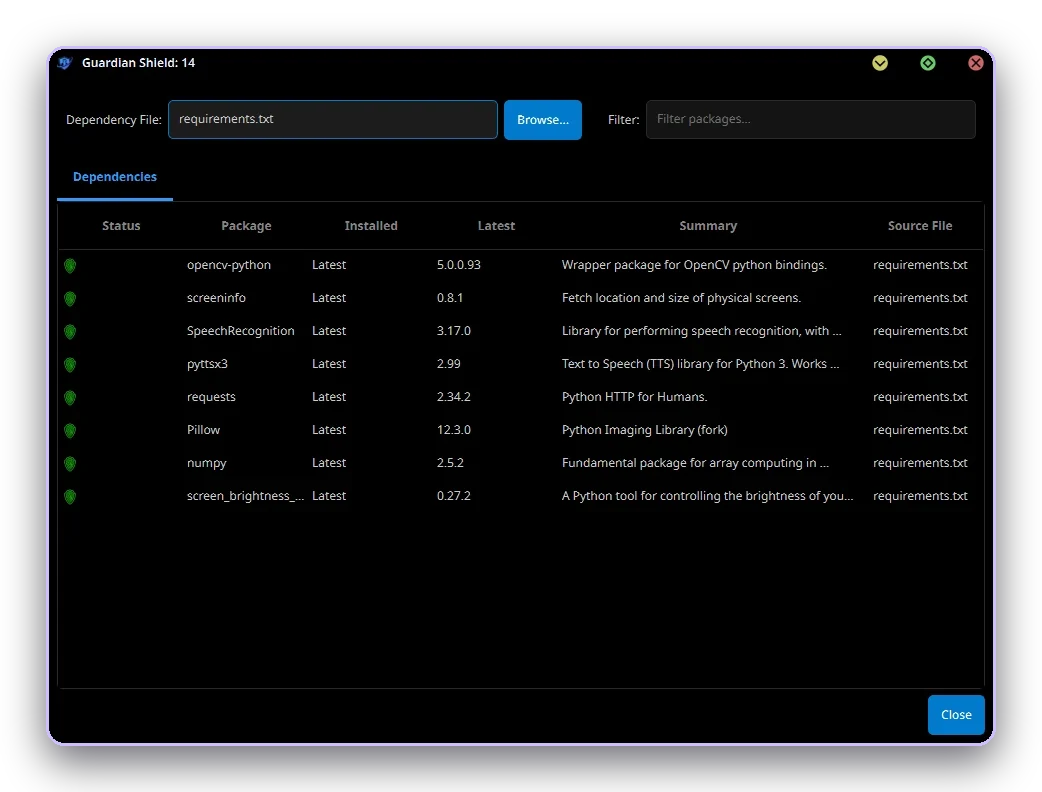 Guardian Shield: 14
Dependency File: requirements.txt Browse... Filter: Filter packages...
Dependencies
Status Package Installed Latest Summary Source File
opencv-python Latest 5.0.0.93 Wrapper package for OpenCV python bindings. requirements.txt
screeninfo Latest 0.8.1 Fetch location and size of physical screens. requirements.txt
SpeechRecognition Latest 3.17.0 Library for performing speech recognition, with ... requirements.txt
pyttsx3 Latest 2.99 Text to Speech (TTS) library for Python 3. Works ... requirements.txt
requests Latest 2.34.2 Python HTTP for Humans. requirements.txt
Pillow Latest 12.3.0 Python Imaging Library (fork) requirements.txt
numpy Latest 2.5.2 Fundamental package for array computing in ... requirements.txt
screen_brightness_... Latest 0.27.2 A Python tool for controlling the brightness of you... requirements.txt
Close